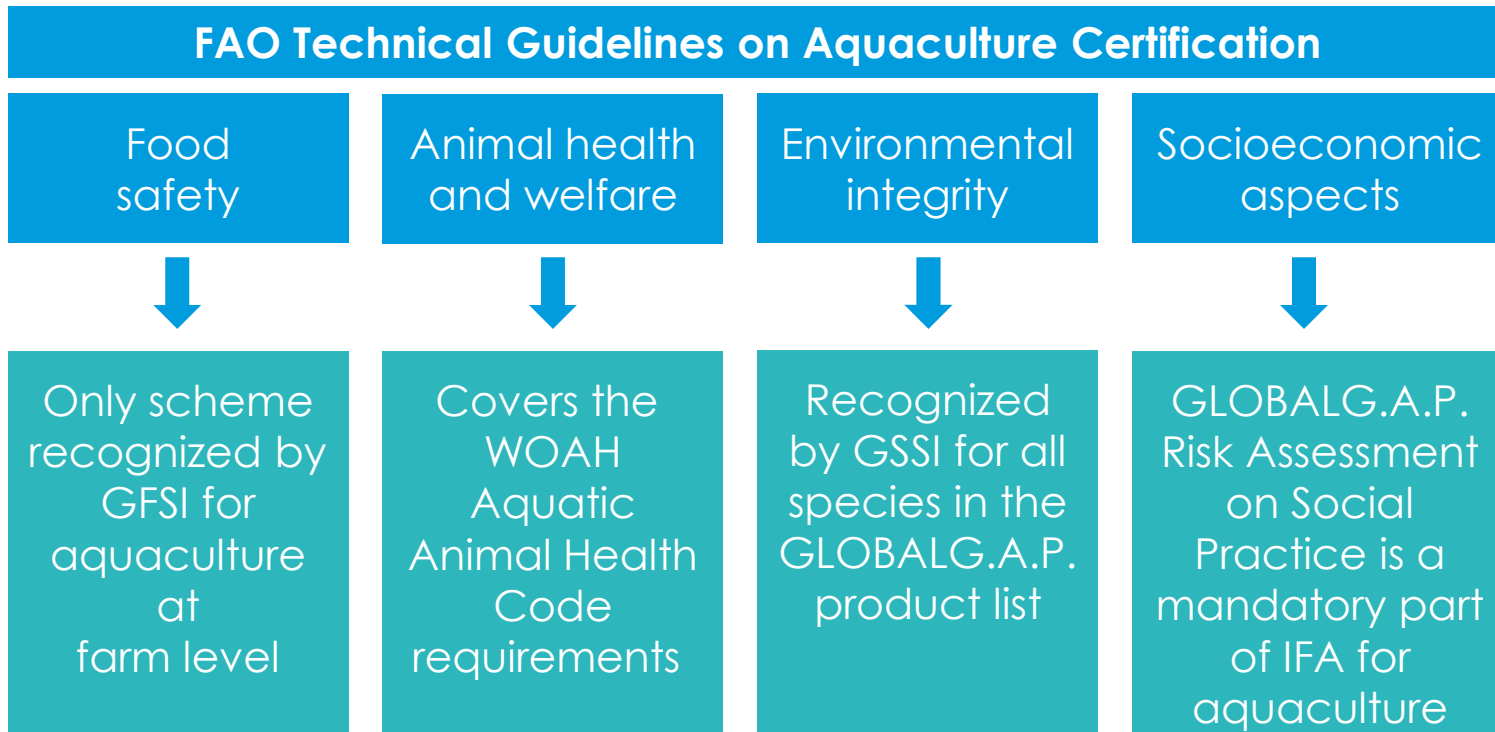 FAO Technical Guidelines on Aquaculture Certification
Food
safety
Animal health
and welfare
Environmental
integrity
Socioeconomic
aspects
Only scheme
recognized by
GFSI for
aquaculture
at
farm level
Covers the
WOAH
Aquatic
Animal Health
Code
requirements
Recognized
by GSSI for all
species in the
GLOBALG.A.P.
product list
GLOBALG.A.P.
Risk Assessment
on Social
Practice is a
mandatory part
of IFA for
aquaculture